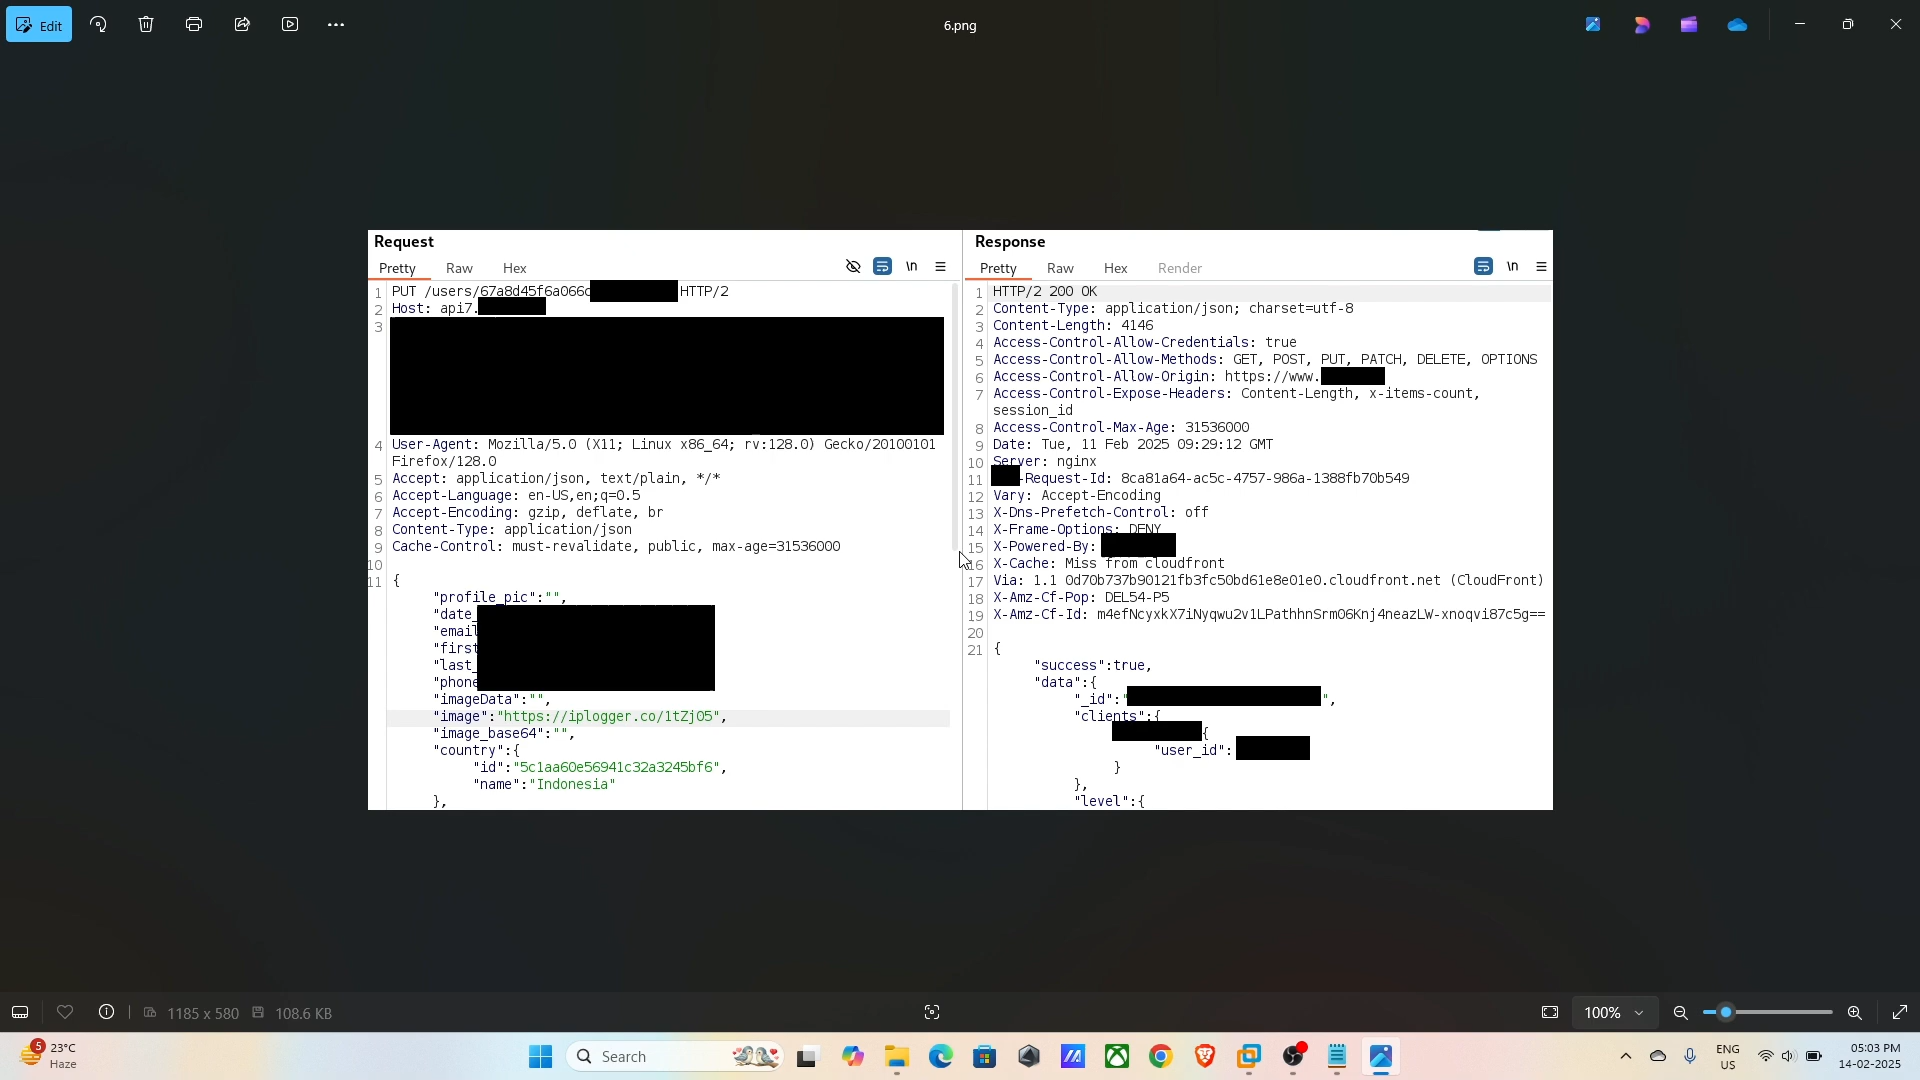 Edit
6.png
Request
Pretty Raw Hex
\n
1 PUT /users/67a8d45f6a066c HTTP/2
2 Host: api7.
3
4 User-Agent: Mozilla/5.0 (X11; Linux x86_64; rv:128.0) Gecko/20100101
Firefox/128.0
5 Accept: application/json, text/plain, */*
6 Accept-Language: en-US,en;q=0.5
7 Accept-Encoding: gzip, deflate, br
8 Content-Type: application/json
9 Cache-Control: must-revalidate, public, max-age=31536000
10
11 {
"profile_pic":"",
"date_
"email
"first
"last_
"phone
"imageData":"",
"image":"https://iplogger.co/1tZj05",
"image_base64":"",
"country":{
"id":"5c1aa60e56941c32a3245bf6",
"name":"Indonesia"
},
Response
Pretty Raw Hex Render
\n
1 HTTP/2 200 OK
2 Content-Type: application/json; charset=utf-8
3 Content-Length: 4146
4 Access-Control-Allow-Credentials: true
5 Access-Control-Allow-Methods: GET, POST, PUT, PATCH, DELETE, OPTIONS
6 Access-Control-Allow-Origin: https://www.
7 Access-Control-Expose-Headers: Content-Length, x-items-count,
session_id
8 Access-Control-Max-Age: 31536000
9 Date: Tue, 11 Feb 2025 09:29:12 GMT
10 Server: nginx
11 -Request-Id: 8ca81a64-ac5c-4757-986a-1388fb70b549
12 Vary: Accept-Encoding
13 X-Dns-Prefetch-Control: off
14 X-Frame-Options: DENY
15 X-Powered-By:
16 X-Cache: Miss from cloudfront
17 Via: 1.1 0d70b737b90121fb3fc50bd61e8e01e0.cloudfront.net (CloudFront)
18 X-Amz-Cf-Pop: DEL54-P5
19 X-Amz-Cf-Id: m4efNcyxkX7iNyqwu2v1LPathhnSrm06Knj4neazLW-xnoqvi87c5g==
20
21 {
"success":true,
"data":{
"_id":" ",
"clients":{
{
"user_id":
}
},
"level":{
1185 x 580 108.6 KB
100%
5
23°C
Haze
Search
ENG
US
05:03 PM
14-02-2025